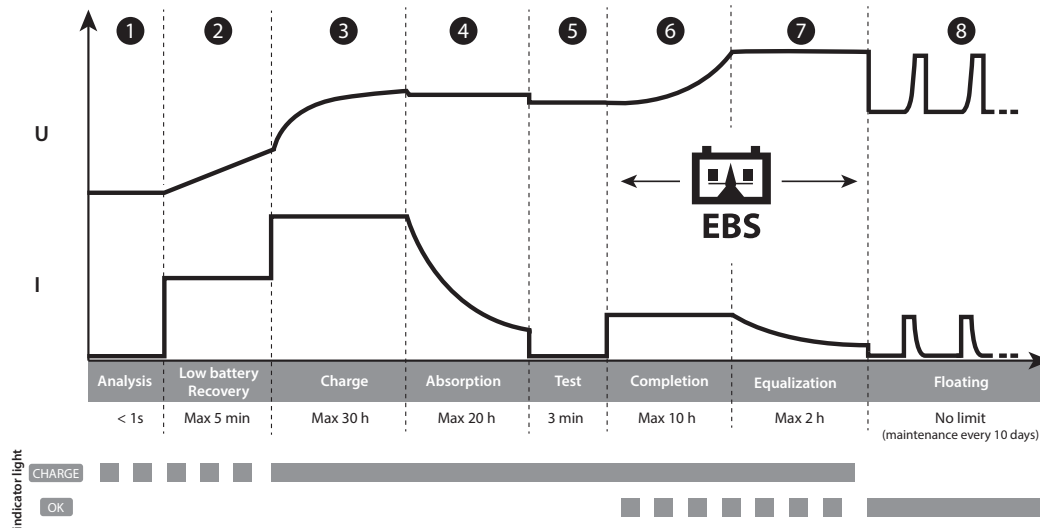 1 2 3 4 5 6 7 8
U
EBS
I
Analysis
Low battery
Recovery
Charge
Absorption
Test
Completion
Equalization
Floating
< 1s
Max 5 min
Max 30 h
Max 20 h
3 min
Max 10 h
Max 2 h
No limit
(maintenance every 10 days)
indicator light
CHARGE
OK